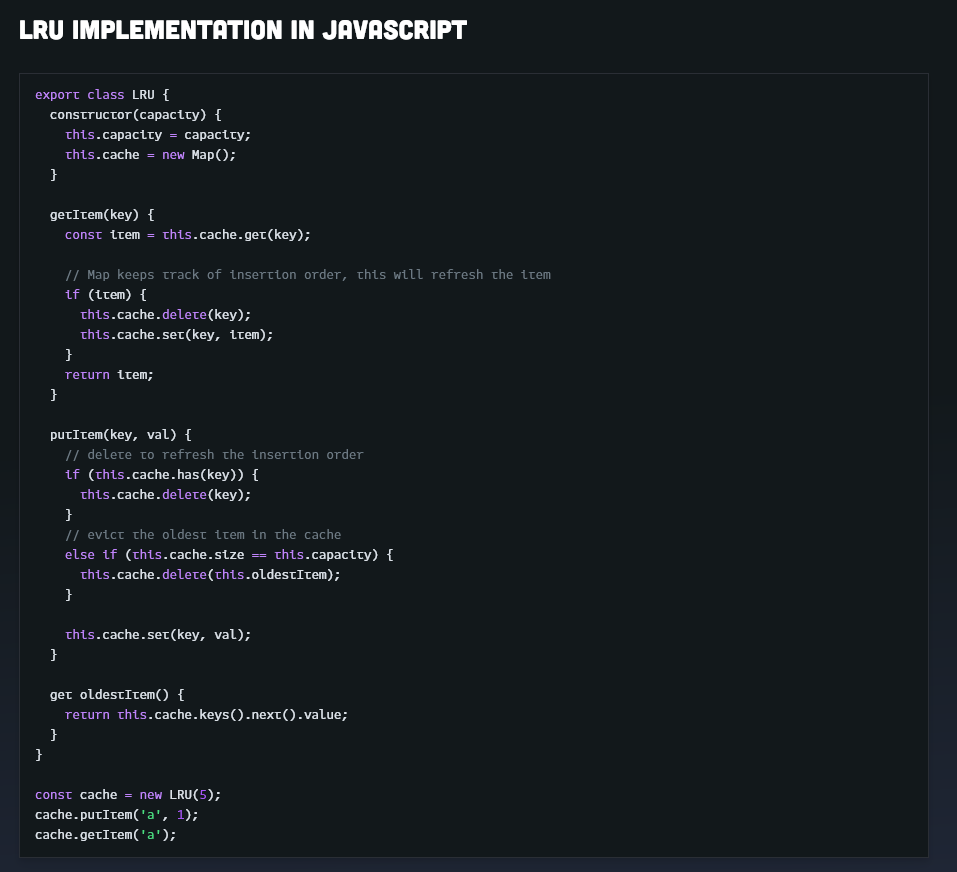 LRU IMPLEMENTATION IN JAVASCRIPT
export class LRU {
  constructor(capacity) {
    this.capacity = capacity;
    this.cache = new Map();
  }

  getItem(key) {
    const item = this.cache.get(key);

    // Map keeps track of insertion order, this will refresh the item
    if (item) {
      this.cache.delete(key);
      this.cache.set(key, item);
    }
    return item;
  }

  putItem(key, val) {
    // delete to refresh the insertion order
    if (this.cache.has(key)) {
      this.cache.delete(key);
    }
    // evict the oldest item in the cache
    else if (this.cache.size == this.capacity) {
      this.cache.delete(this.oldestItem);
    }

    this.cache.set(key, val);
  }

  get oldestItem() {
    return this.cache.keys().next().value;
  }
}

const cache = new LRU(5);
cache.putItem('a', 1);
cache.getItem('a');